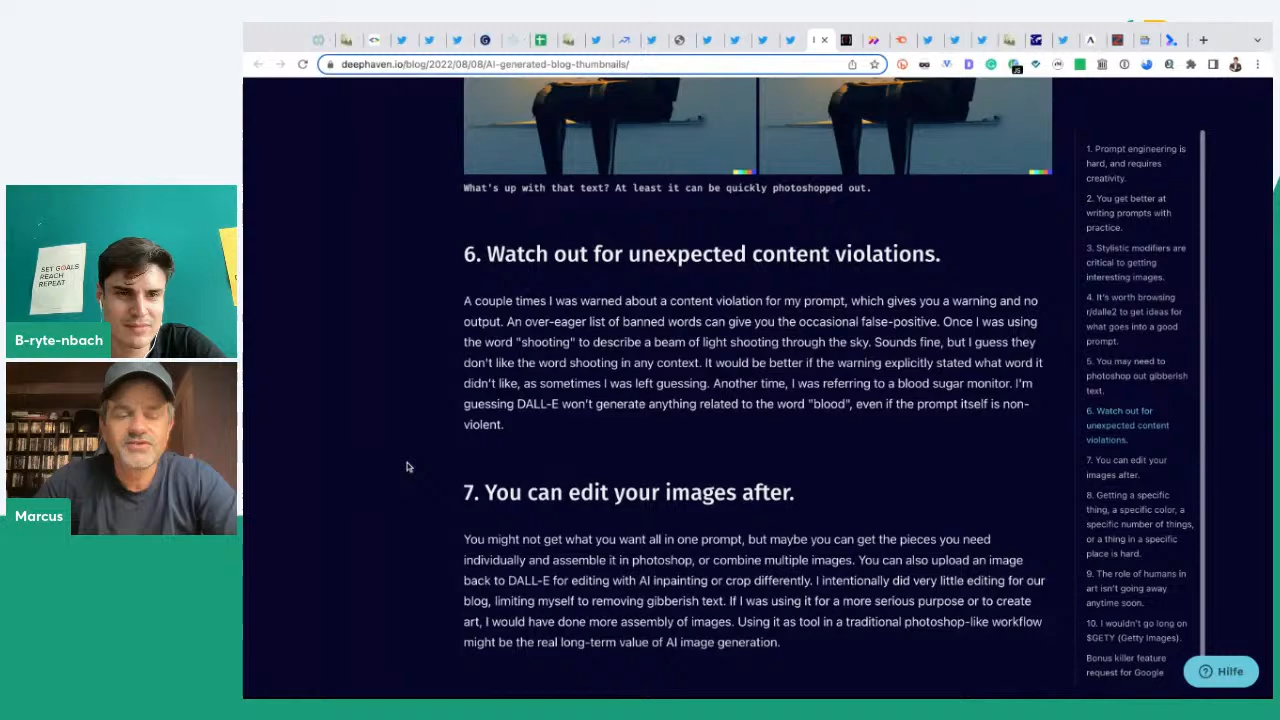 deephaven.io/blog/2022/08/08/AI-generated-blog-thumbnails/
What's up with that text? At least it can be quickly photoshopped out.
6. Watch out for unexpected content violations.
A couple times I was warned about a content violation for my prompt, which gives you a warning and no
output. An over-eager list of banned words can give you the occasional false-positive. Once I was using
the word "shooting" to describe a beam of light shooting through the sky. Sounds fine, but I guess they
don't like the word shooting in any context. It would be better if the warning explicitly stated what word it
didn't like, as sometimes I was left guessing. Another time, I was referring to a blood sugar monitor. I'm
guessing DALL-E won't generate anything related to the word "blood", even if the prompt itself is non-
violent.
7. You can edit your images after.
You might not get what you want all in one prompt, but maybe you can get the pieces you need
individually and assemble it in photoshop, or combine multiple images. You can also upload an image
back to DALL-E for editing with AI inpainting or crop differently. I intentionally did very little editing for our
blog, limiting myself to removing gibberish text. If I was using it for a more serious purpose or to create
art, I would have done more assembly of images. Using it as tool in a traditional photoshop-like workflow
might be the real long-term value of AI image generation.
1. Prompt engineering is
hard, and requires
creativity.
2. You get better at
writing prompts with
practice.
3. Stylistic modifiers are
critical to getting
interesting images.
4. It's worth browsing
r/dalle2 to get ideas for
what goes into a good
prompt.
5. You may need to
photoshop out gibberish
text.
6. Watch out for
unexpected content
violations.
7. You can edit your
images after.
8. Getting a specific
thing, a specific color, a
specific number of things,
or a thing in a specific
place is hard.
9. The role of humans in
art isn't going away
anytime soon.
10. I wouldn't go long on
$GETY (Getty Images).
Bonus killer feature
request for Google
Hilfe
SET GOALS
REACH
REPEAT
B-ryte-nbach
Marcus